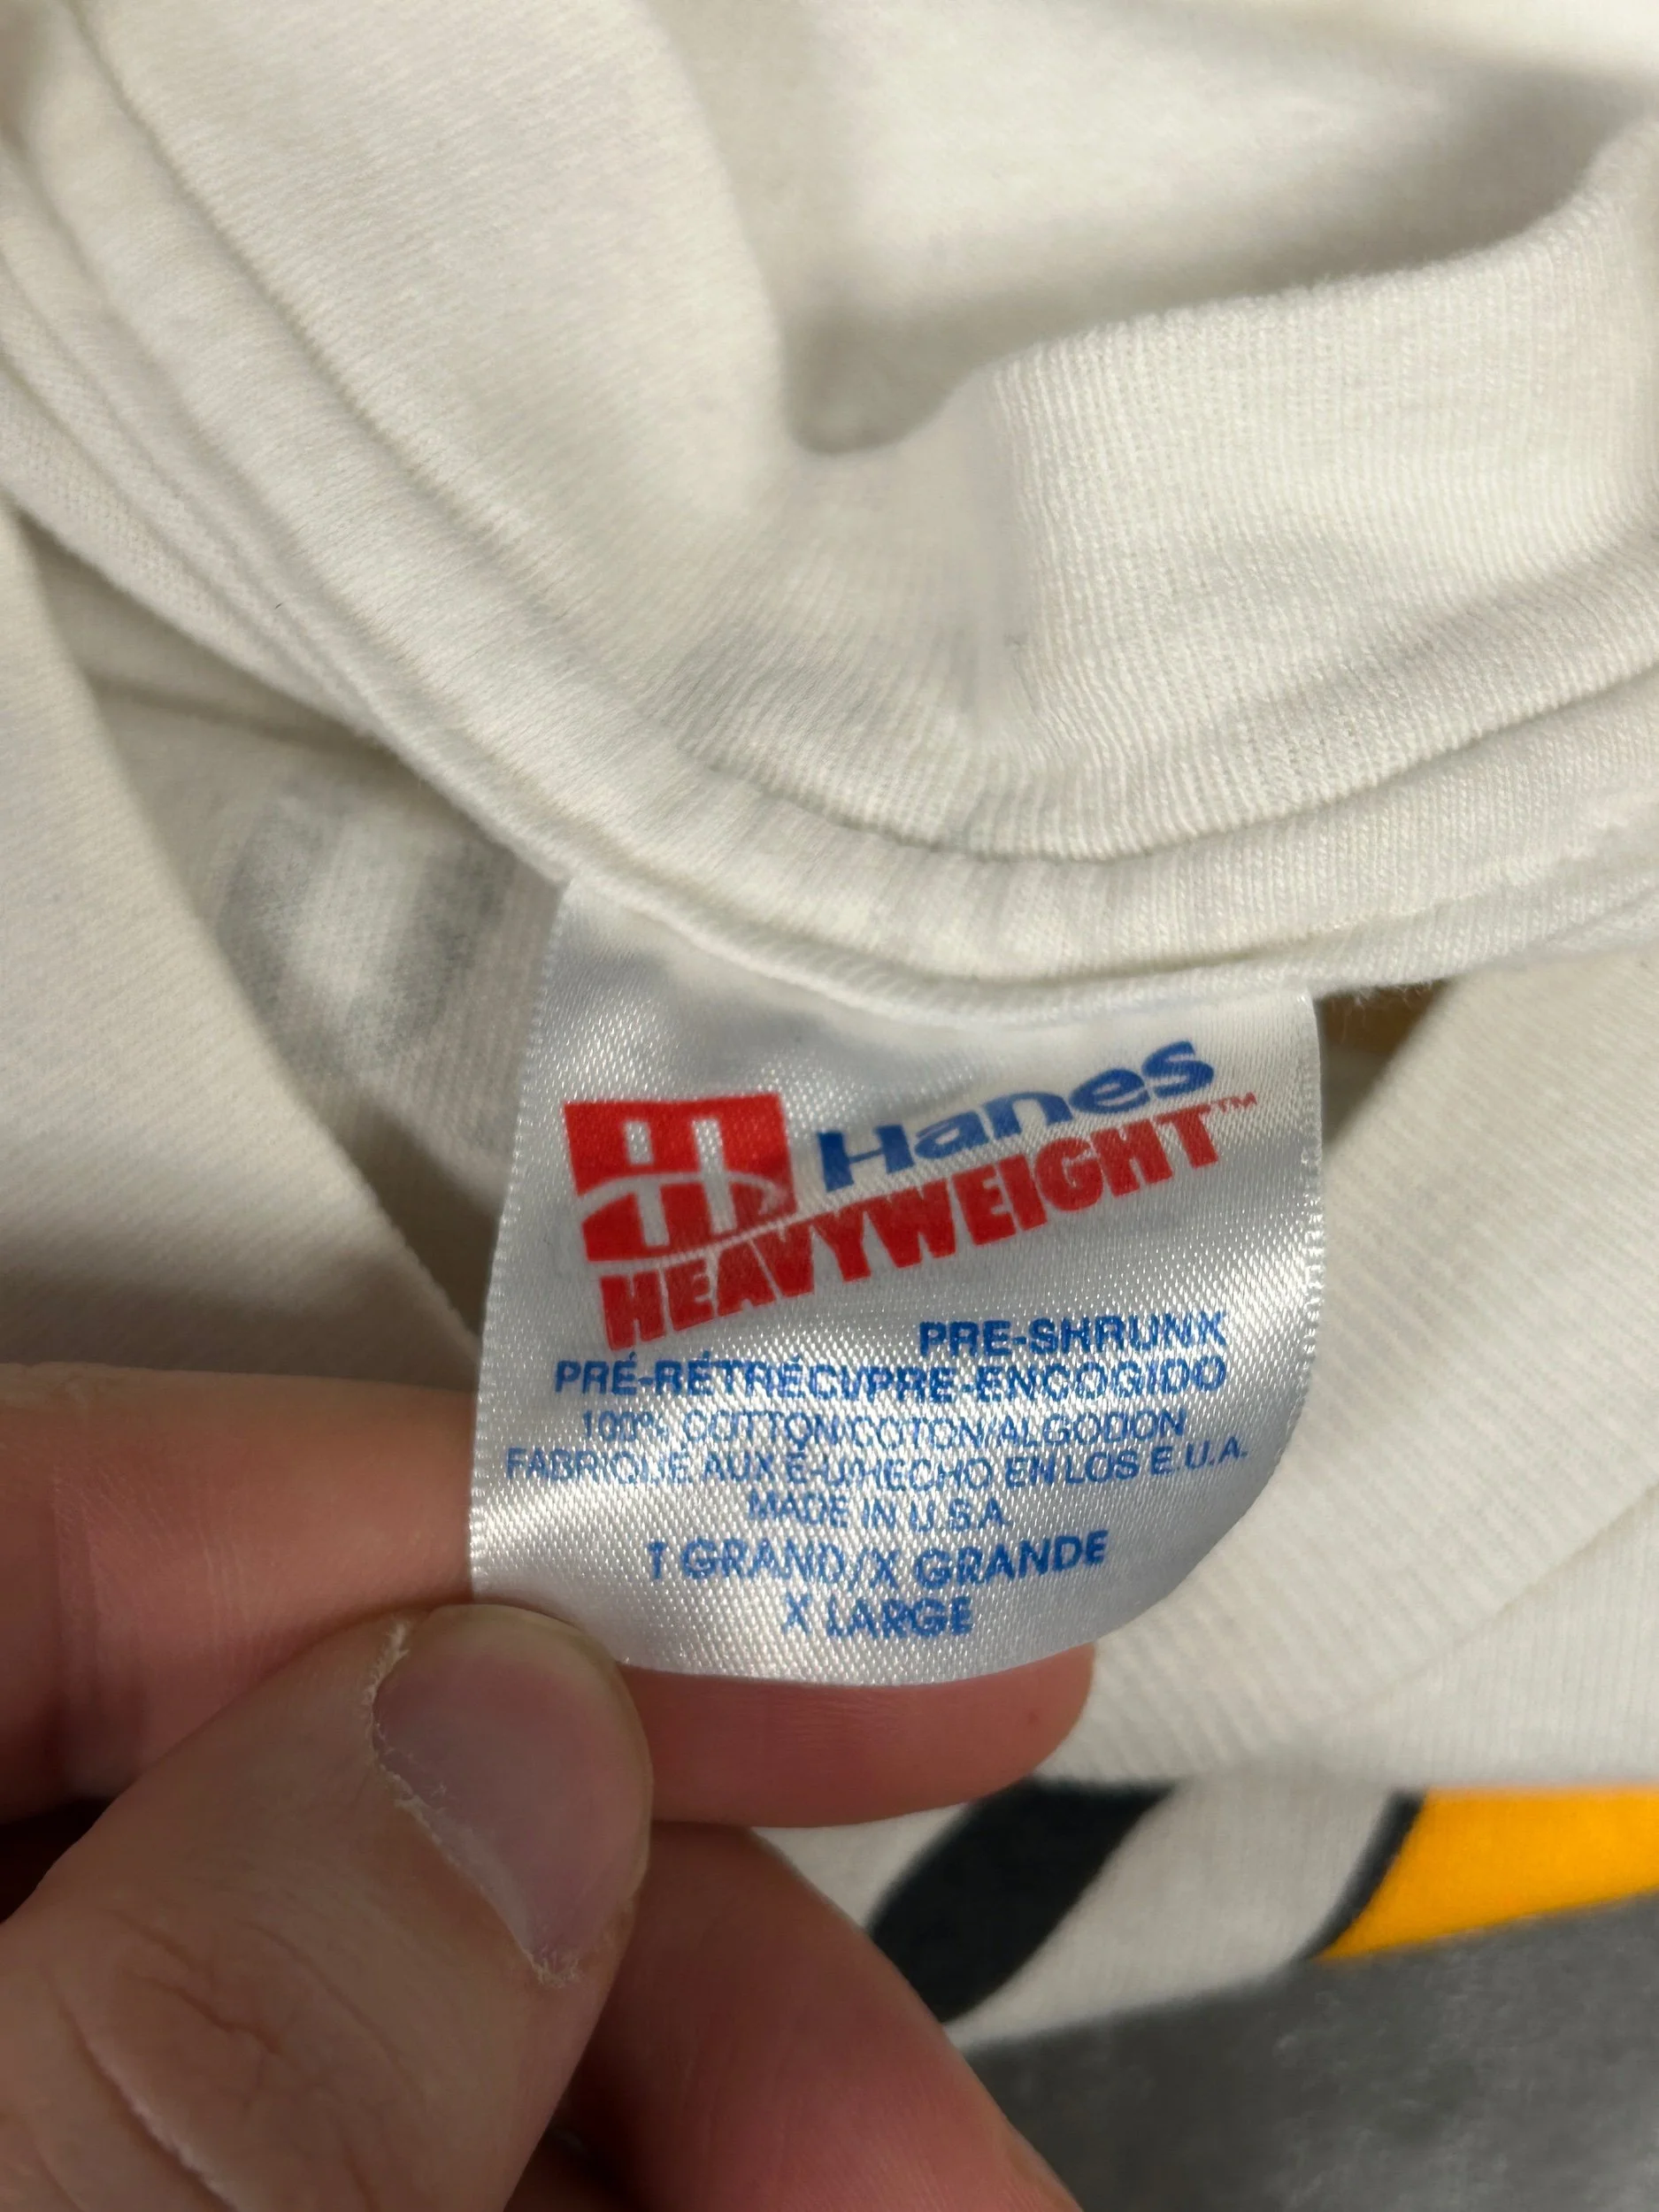 Hanes
HEAVYWEIGHT™
PRE-SHRUNK
PRÉ-RÉTRÉCI/PRE-ENCOGIDO
100% COTTON/COTON/ALGODON
FABRIQUE AUX E-U/HECHO EN LOS E.U.A.
MADE IN U.S.A.
T GRAND/X GRANDE
X LARGE